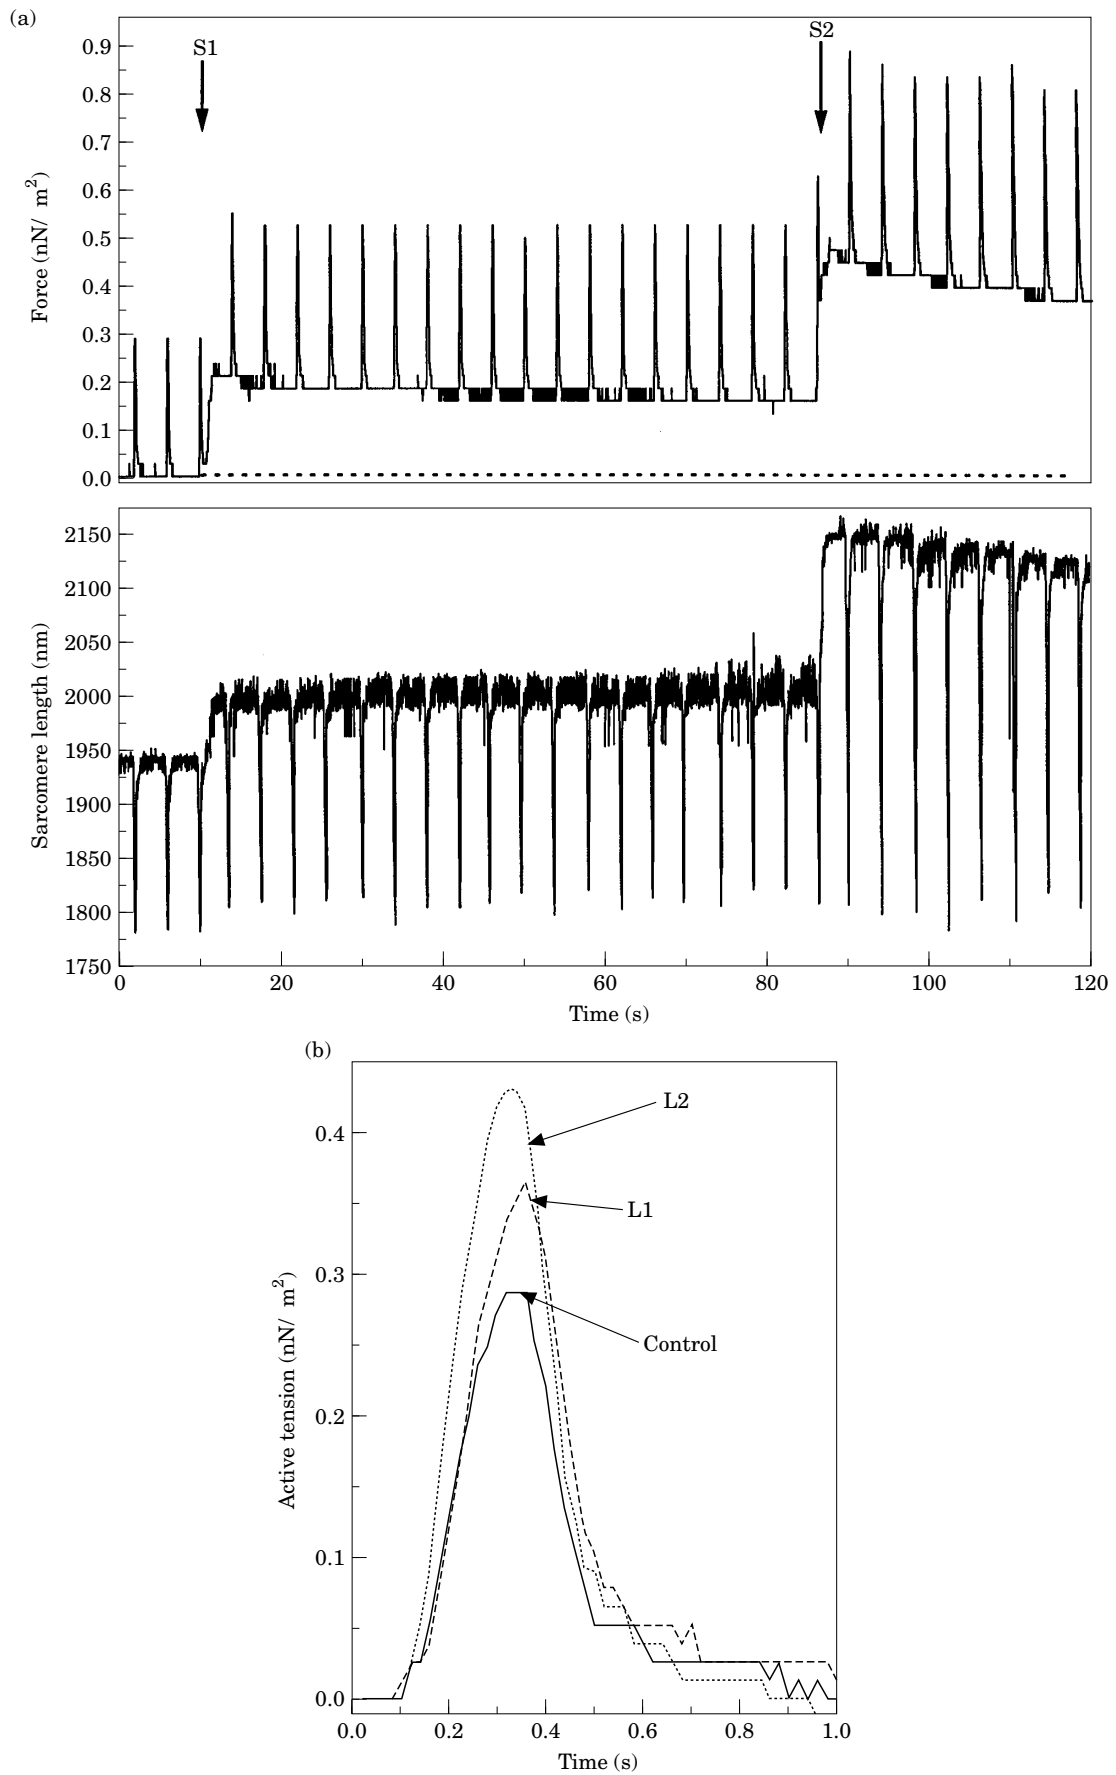 (a)
S1
S2
0.9
0.8
0.7
0.6
0.5
0.4
0.3
0.2
0.1
0.0
Force (nN/ m2)
2150
2100
2050
2000
1950
1900
1850
1800
1750
Sarcomere length (nm)
0 20 40 60 80 100 120
Time (s)
(b)
L2
L1
Control
0.4
0.3
0.2
0.1
0.0
Active tension (nN/ m2)
0.0 0.2 0.4 0.6 0.8 1.0
Time (s)